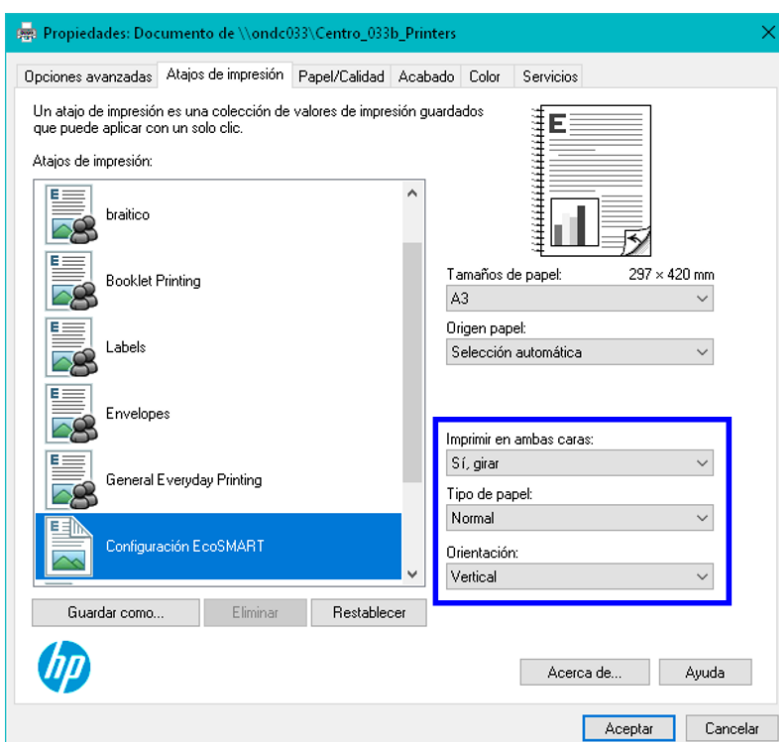 Propiedades: Documento de \\ondc033\Centro_033b_Printers
Opciones avanzadas
Atajos de impresión
Papel/Calidad
Acabado
Color
Servicios
Un atajo de impresión es una colección de valores de impresión guardados
que puede aplicar con un solo clic.
Atajos de impresión:
braitico
Booklet Printing
Labels
Envelopes
General Everyday Printing
Configuración EcoSMART
E
Tamaños de papel: 297 × 420 mm
A3
Origen papel:
Selección automática
Imprimir en ambas caras:
Sí, girar
Tipo de papel:
Normal
Orientación:
Vertical
Guardar como...
Eliminar
Restablecer
hp
Acerca de...
Ayuda
Aceptar
Cancelar